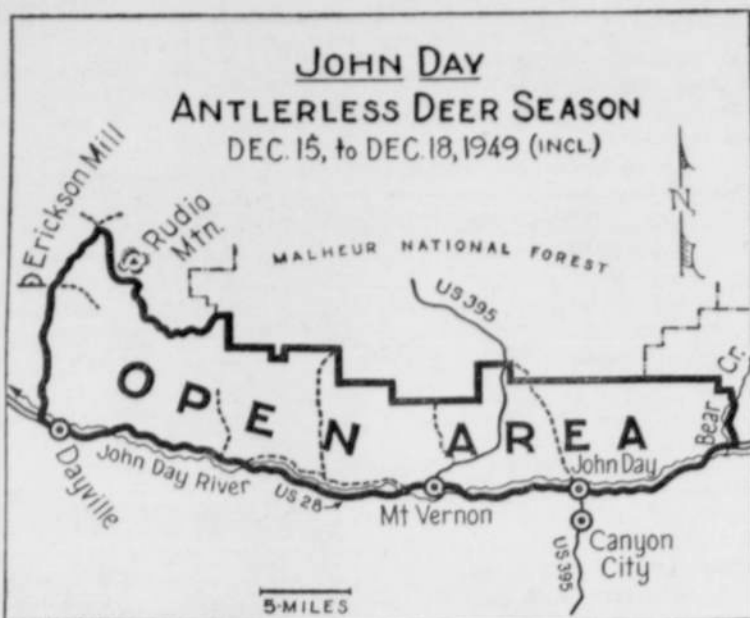 JOHN DAY
ANTLERLESS DEER SEASON
DEC. 15, to DEC. 18, 1949 (INCL.)
Erickson Mill
Rudio
Mtn.
N
MALHEUR NATIONAL FOREST
US 395
OPEN AREA
Bear Cr.
Dayville
John Day River
US 28
Mt Vernon
John Day
Canyon
City
US 395
5-MILES